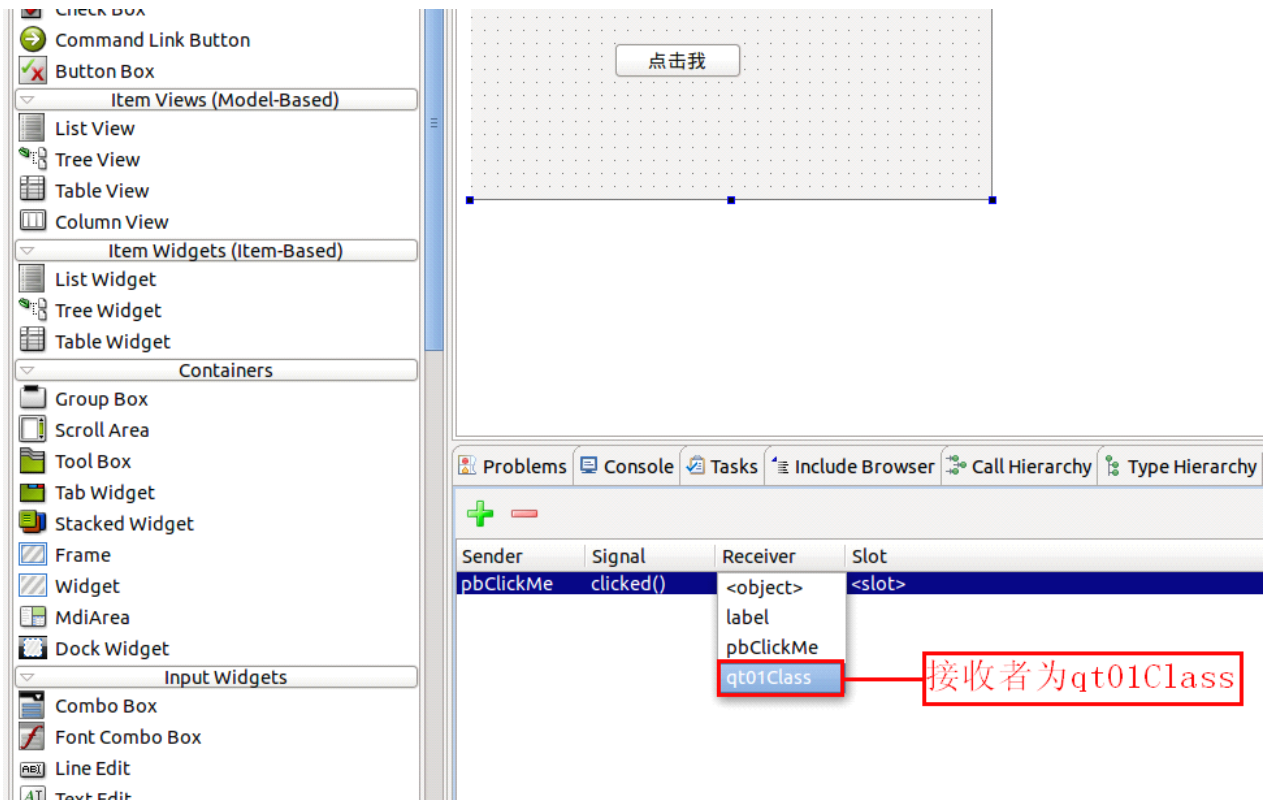 Check Box
Command Link Button
Button Box
Item Views (Model-Based)
List View
Tree View
Table View
Column View
Item Widgets (Item-Based)
List Widget
Tree Widget
Table Widget
Containers
Group Box
Scroll Area
Tool Box
Tab Widget
Stacked Widget
Frame
Widget
MdiArea
Dock Widget
Input Widgets
Combo Box
Font Combo Box
Line Edit
Text Edit
点击我
Problems Console Tasks Include Browser Call Hierarchy Type Hierarchy
Sender Signal Receiver Slot
pbClickMe clicked() <slot>
<object>
label
pbClickMe
qt01Class
接收者为qt01Class